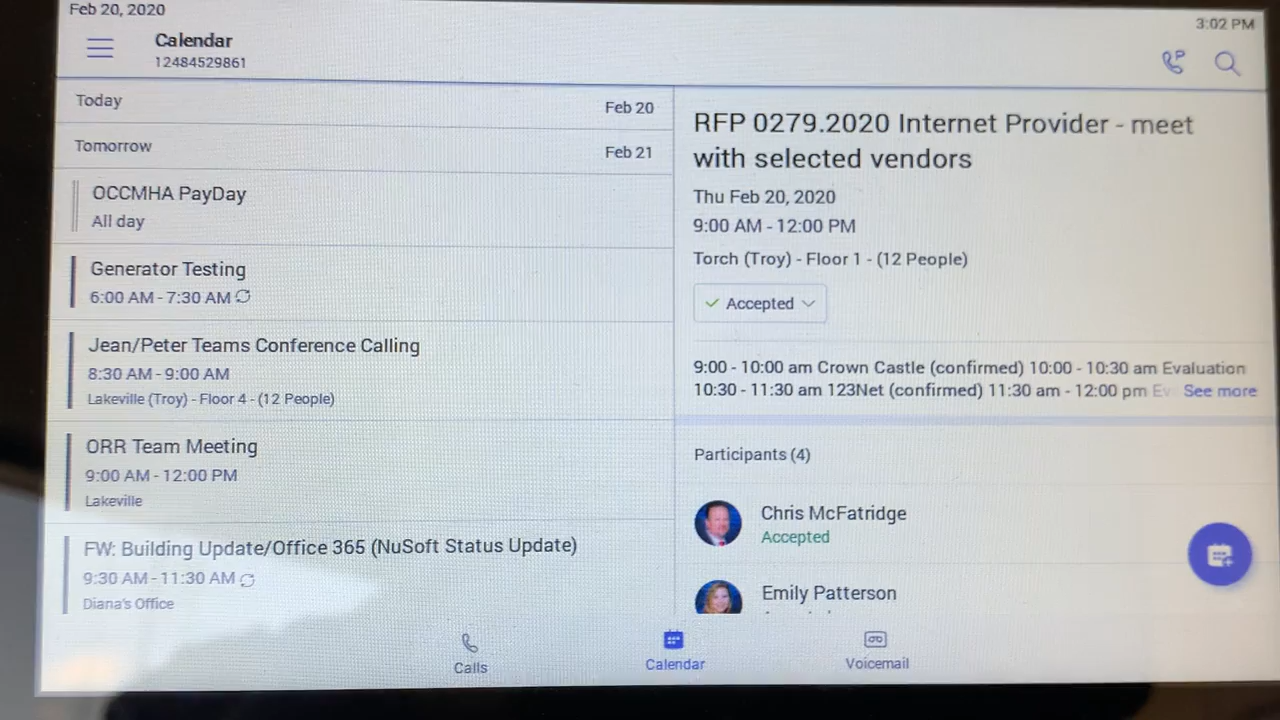 Feb 20, 2020
3:02 PM
Calendar
12484529861
Today
Feb 20
Tomorrow
Feb 21
OCCMHA PayDay
All day
Generator Testing
6:00 AM - 7:30 AM
Jean/Peter Teams Conference Calling
8:30 AM - 9:00 AM
Lakeville (Troy) - Floor 4 - (12 People)
ORR Team Meeting
9:00 AM - 12:00 PM
Lakeville
FW: Building Update/Office 365 (NuSoft Status Update)
9:30 AM - 11:30 AM
Diana's Office
RFP 0279.2020 Internet Provider - meet
with selected vendors
Thu Feb 20, 2020
9:00 AM - 12:00 PM
Torch (Troy) - Floor 1 - (12 People)
Accepted
9:00 - 10:00 am Crown Castle (confirmed) 10:00 - 10:30 am Evaluation
10:30 - 11:30 am 123Net (confirmed) 11:30 am - 12:00 pm See more
Participants (4)
Chris McFatridge
Accepted
Emily Patterson
Calls
Calendar
Voicemail